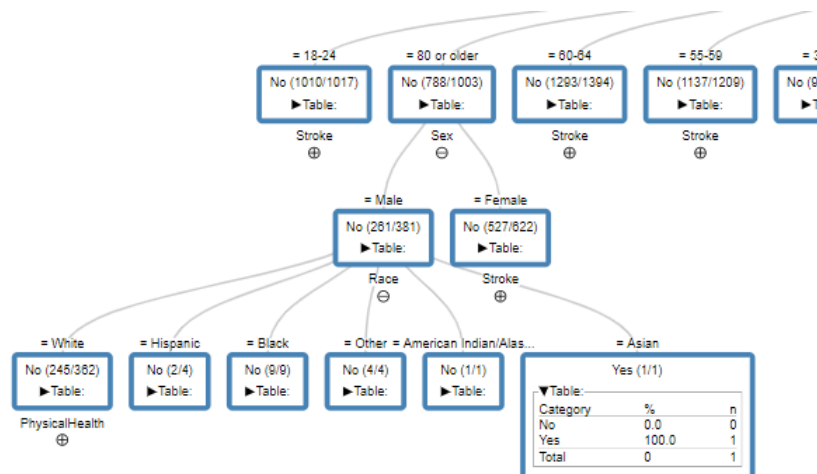 = 18-24
= 80 or older
= 60-64
= 55-59
= 3
No (1010/1017)
No (788/1003)
No (1293/1394)
No (1137/1209)
No (9
▶Table:
▶Table:
▶Table:
▶Table:
▶T
Stroke
Sex
Stroke
Stroke
= Male
= Female
No (261/381)
No (527/622)
▶Table:
▶Table:
Race
Stroke
= White
= Hispanic
= Black
= Other
= American Indian/Alas...
= Asian
No (245/362)
No (2/4)
No (9/9)
No (4/4)
No (1/1)
Yes (1/1)
▶Table:
▶Table:
▶Table:
▶Table:
▶Table:
▼Table:
Category % n
No 0.0 0
Yes 100.0 1
Total 0 1
PhysicalHealth